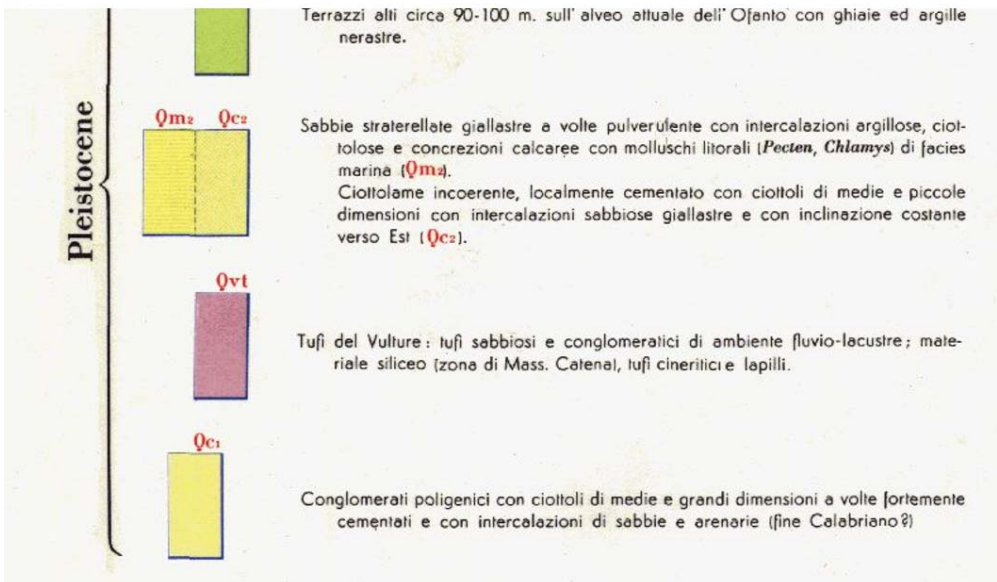 Terrazzi alti circa 90-100 m. sull'alveo attuale dell'Ofanto con ghiaie ed argille
nerastre.
Pleistocene
Qm2 Qc2
Sabbie straterellate giallastre a volte pulverulente con intercalazioni argillose, ciot-
tolose e concrezioni calcaree con molluschi litorali (Pecten, Chlamys) di facies
marina (Qm2).
Ciottolame incoerente, localmente cementato con ciottoli di medie e piccole
dimensioni con intercalazioni sabbiose giallastre e con inclinazione costante
verso Est (Qc2).
Qvt
Tufi del Vulture: tufi sabbiosi e conglomeratici di ambiente fluvio-lacustre; mate-
riale siliceo (zona di Mass. Catena), tufi cineritici e lapilli.
Qc1
Conglomerati poligenici con ciottoli di medie e grandi dimensioni a volte fortemente
cementati e con intercalazioni di sabbie e arenarie (fine Calabriano?)